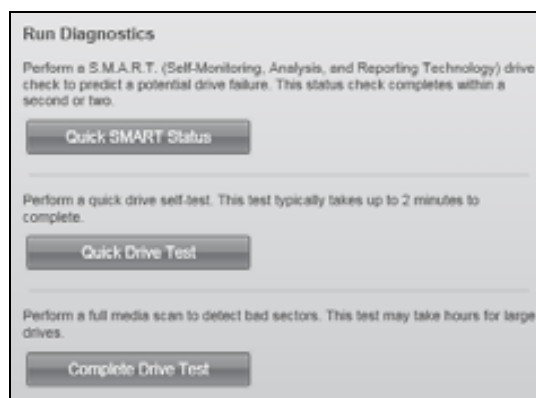 Run Diagnostics
Perform a S.M.A.R.T. (Self-Monitoring, Analysis, and Reporting Technology) drive
check to predict a potential drive failure. This status check completes within a
second or two.
Quick SMART Status
Perform a quick drive self-test. This test typically takes up to 2 minutes to
complete.
Quick Drive Test
Perform a full media scan to detect bad sectors. This test may take hours for large
drives.
Complete Drive Test